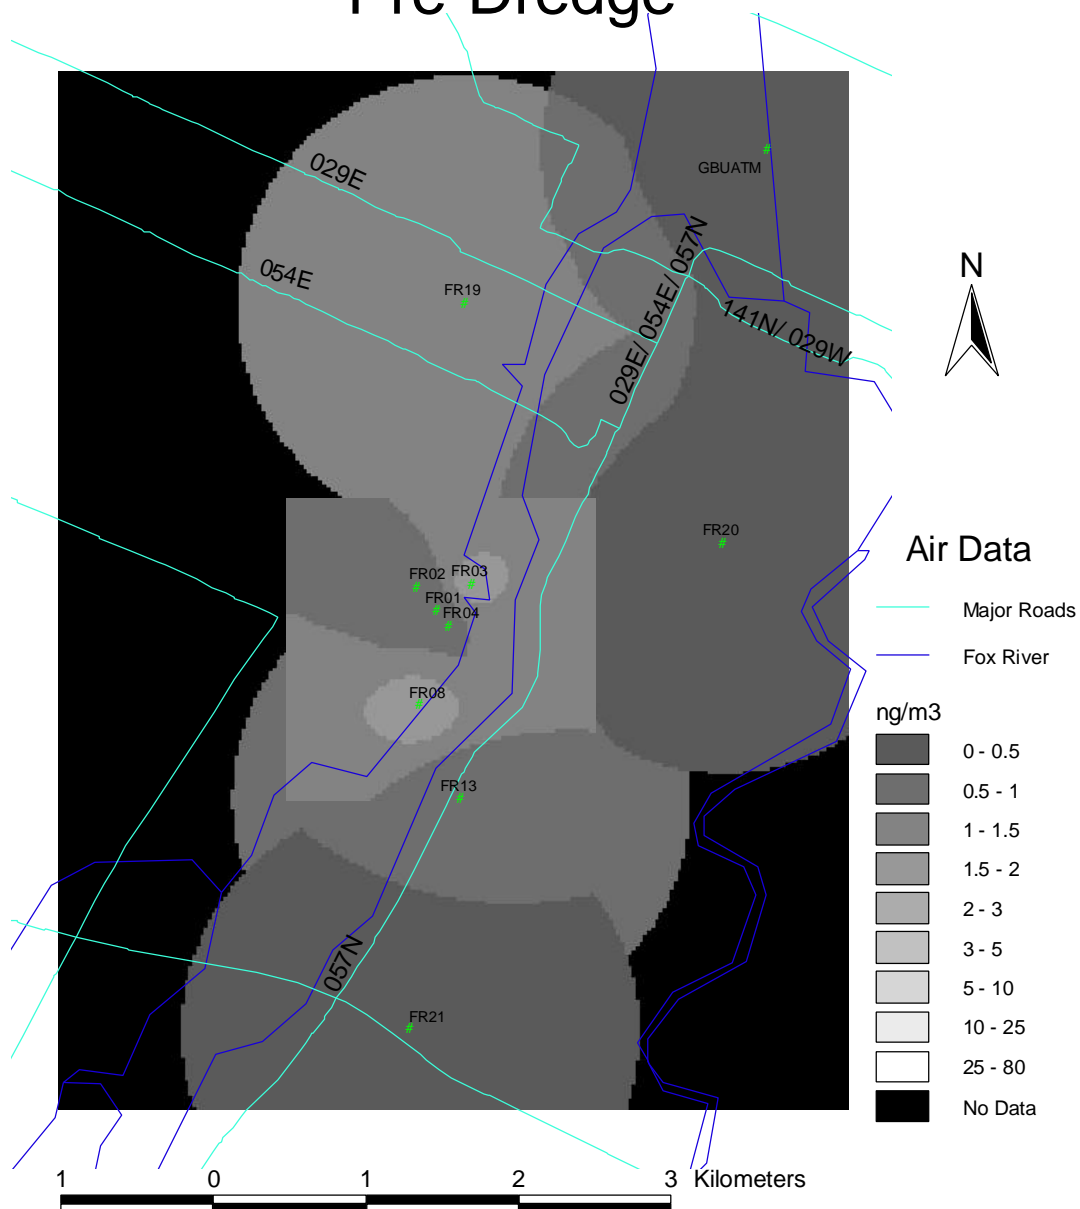 Pre-Dredge
029E
GBUATM
#
054E
FR19
#
029E/ 054E/ 057N
141N/ 029W
N
FR20
#
Air Data
FR02
#
FR03
#
FR01
#
FR04
#
Major Roads
Fox River
FR08
#
ng/m3
0 - 0.5
FR13
#
0.5 - 1
1 - 1.5
1.5 - 2
2 - 3
3 - 5
057N
5 - 10
FR21
#
10 - 25
25 - 80
No Data
1 0 1 2 3 Kilometers